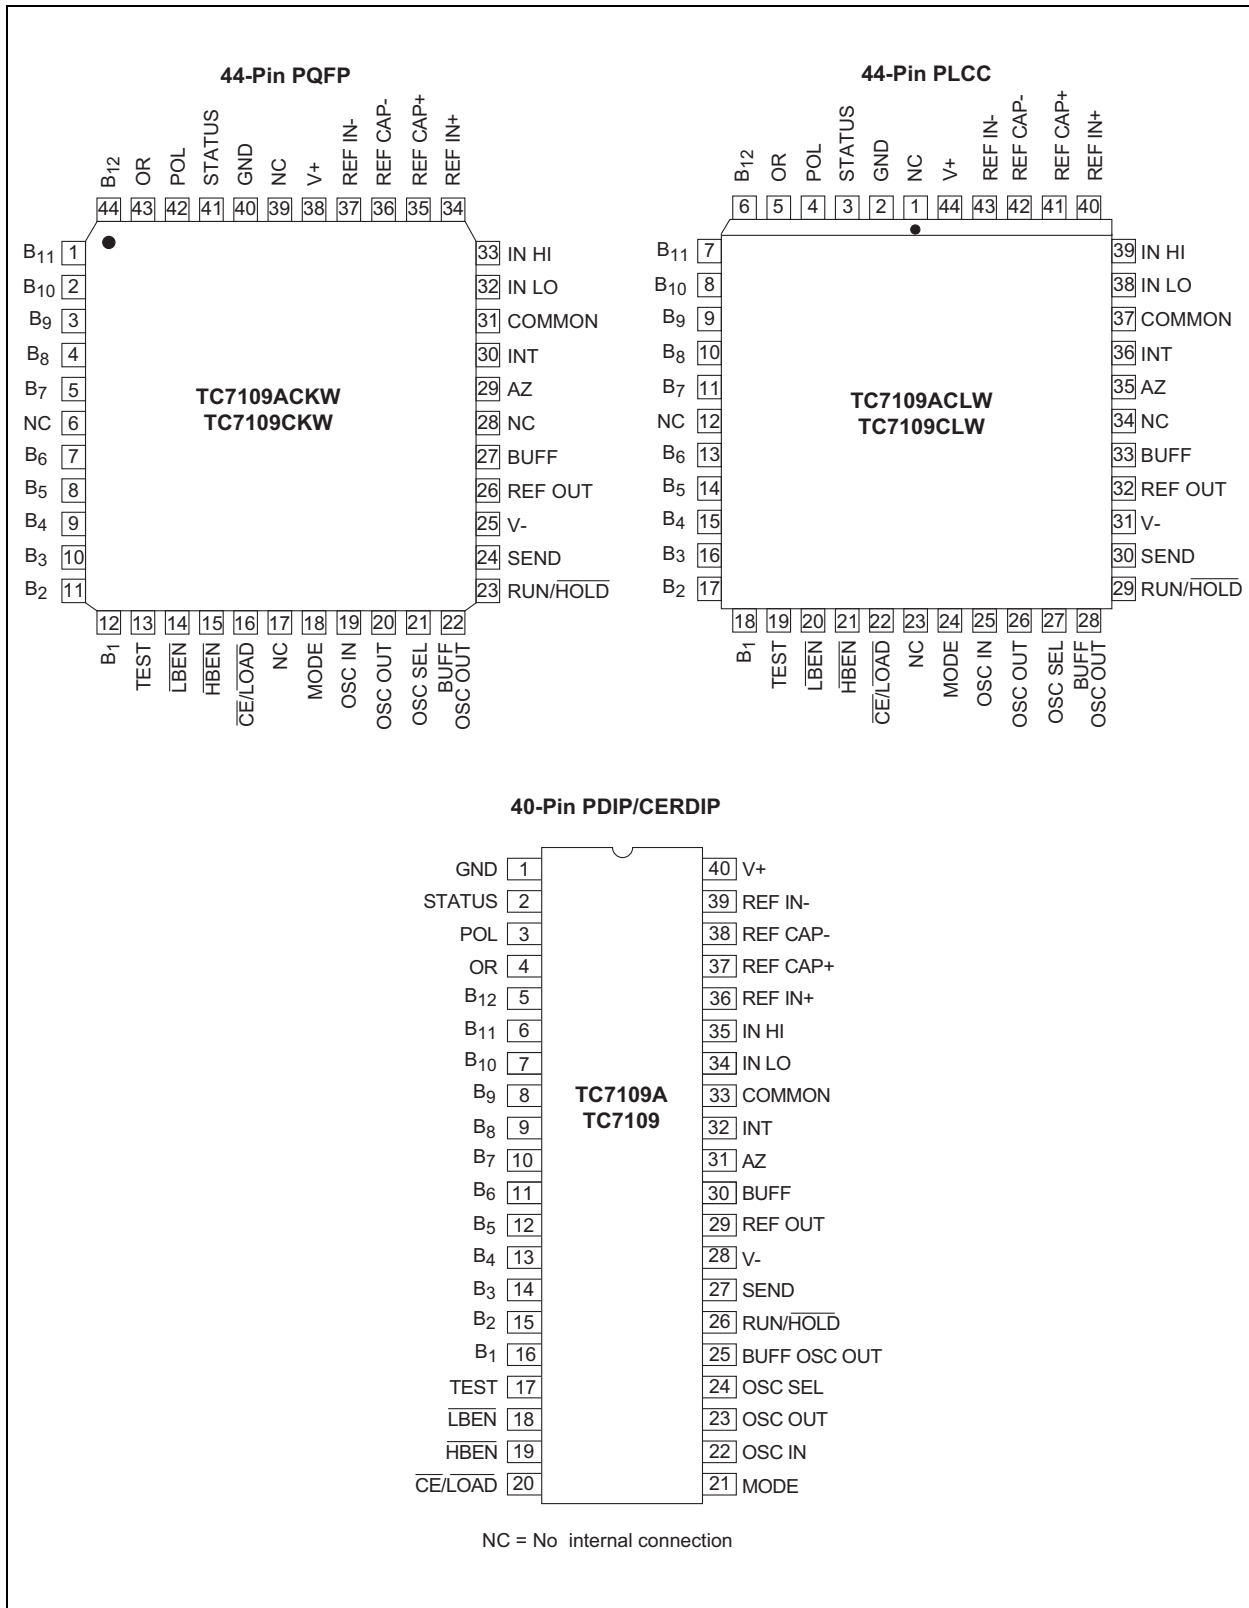 44-Pin PQFP
B12 OR POL STATUS GND NC V+ REF IN- REF CAP- REF CAP+ REF IN+
44 43 42 41 40 39 38 37 36 35 34
B11 1 33 IN HI
B10 2 32 IN LO
B9 3 31 COMMON
B8 4 30 INT
B7 5 29 AZ
NC 6 28 NC
B6 7 27 BUFF
B5 8 26 REF OUT
B4 9 25 V-
B3 10 24 SEND
B2 11 23 RUN/HOLD
TC7109ACKW
TC7109CKW
12 13 14 15 16 17 18 19 20 21 22
B1 TEST LBEN HBEN CE/LOAD NC MODE OSC IN OSC OUT OSC SEL BUFF OSC OUT
44-Pin PLCC
B12 OR POL STATUS GND NC V+ REF IN- REF CAP- REF CAP+ REF IN+
6 5 4 3 2 1 44 43 42 41 40
B11 7 39 IN HI
B10 8 38 IN LO
B9 9 37 COMMON
B8 10 36 INT
B7 11 35 AZ
NC 12 34 NC
B6 13 33 BUFF
B5 14 32 REF OUT
B4 15 31 V-
B3 16 30 SEND
B2 17 29 RUN/HOLD
TC7109ACLW
TC7109CLW
18 19 20 21 22 23 24 25 26 27 28
B1 TEST LBEN HBEN CE/LOAD NC MODE OSC IN OSC OUT OSC SEL BUFF OSC OUT
40-Pin PDIP/CERDIP
GND 1 40 V+
STATUS 2 39 REF IN-
POL 3 38 REF CAP-
OR 4 37 REF CAP+
B12 5 36 REF IN+
B11 6 35 IN HI
B10 7 34 IN LO
B9 8 33 COMMON
B8 9 32 INT
B7 10 31 AZ
B6 11 30 BUFF
B5 12 29 REF OUT
B4 13 28 V-
B3 14 27 SEND
B2 15 26 RUN/HOLD
B1 16 25 BUFF OSC OUT
TEST 17 24 OSC SEL
LBEN 18 23 OSC OUT
HBEN 19 22 OSC IN
CE/LOAD 20 21 MODE
TC7109A
TC7109
NC = No internal connection